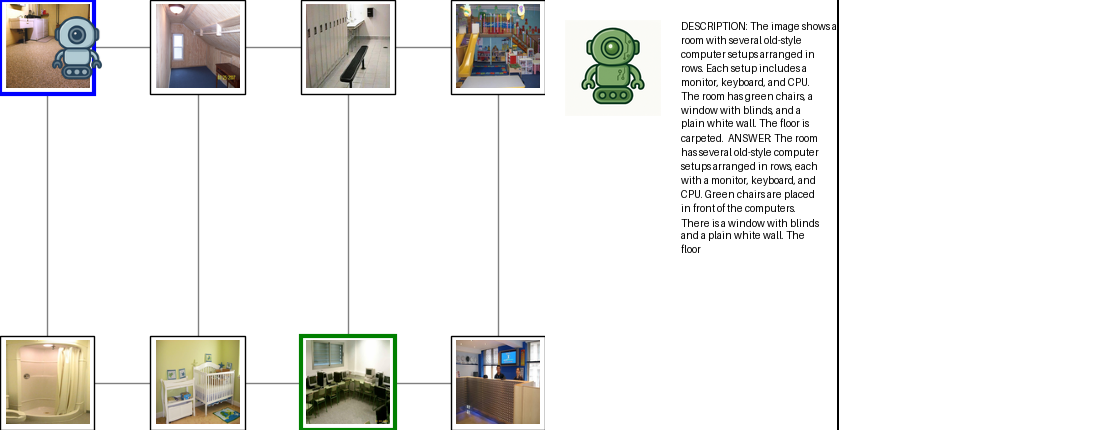 DESCRIPTION: The image shows a
room with several old-style
computer setups arranged in
rows. Each setup includes a
monitor, keyboard, and CPU.
The room has green chairs, a
window with blinds, and a
plain white wall. The floor is
carpeted. ANSWER: The room
has several old-style computer
setups arranged in rows, each
with a monitor, keyboard, and
CPU. Green chairs are placed
in front of the computers.
There is a window with blinds
and a plain white wall. The
floor